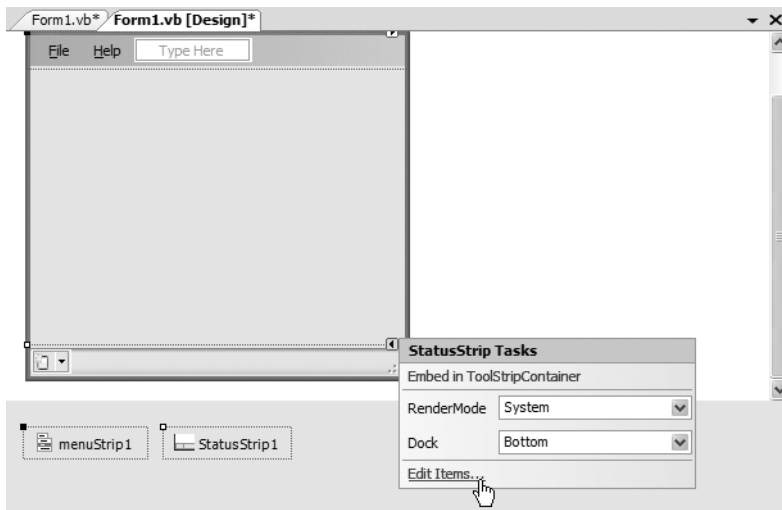 Form1.vb* Form1.vb [Design]*
File Help Type Here
StatusStrip Tasks
Embed in ToolStripContainer
RenderMode System
Dock Bottom
Edit Items...
menuStrip1 StatusStrip1